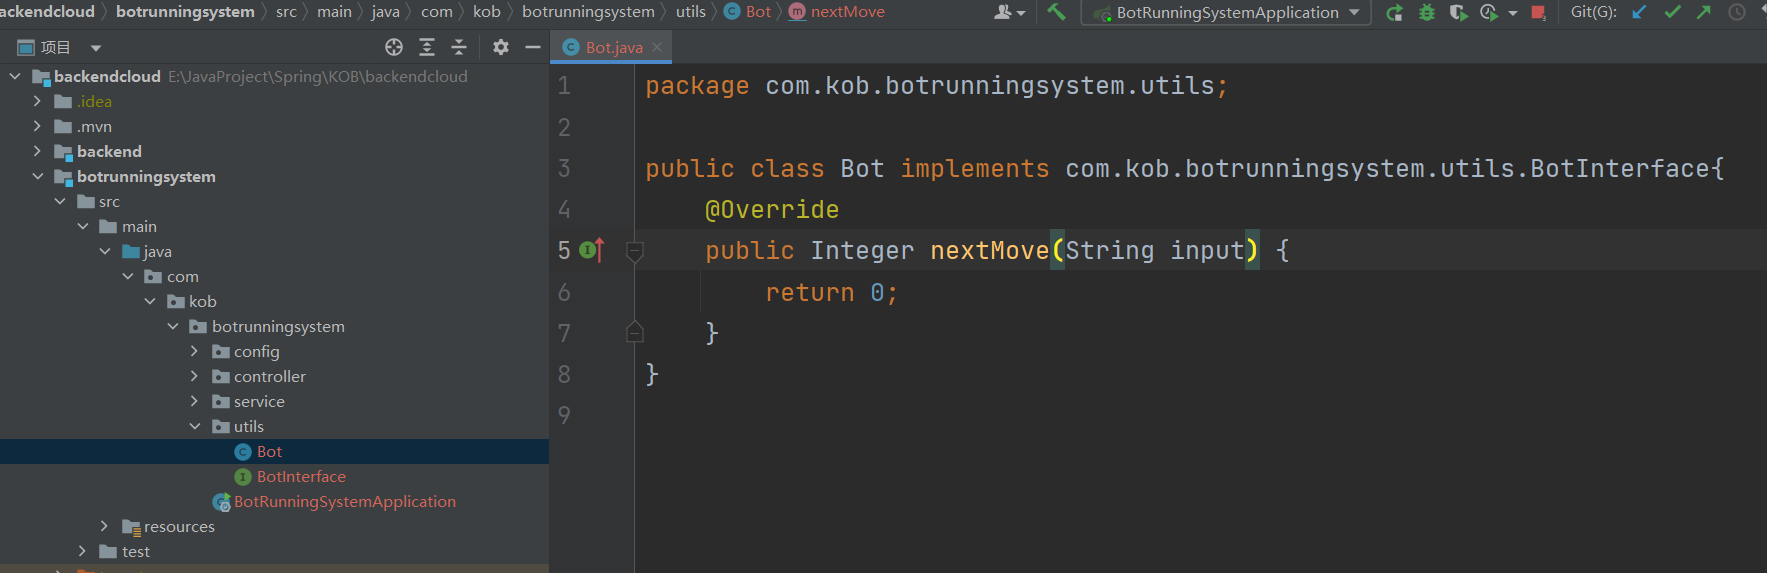 ackendcloud botrunningsystem src main java com kob botrunningsystem utils Bot nextMove BotRunningSystemApplication Git(G):
项目
Bot.java
backendcloud E:\JavaProject\Spring\KOB\backendcloud
.idea
.mvn
backend
botrunningsystem
src
main
java
com
kob
botrunningsystem
config
controller
service
utils
Bot
BotInterface
BotRunningSystemApplication
resources
test
1 package com.kob.botrunningsystem.utils;
2
3 public class Bot implements com.kob.botrunningsystem.utils.BotInterface{
4 @Override
5 public Integer nextMove(String input) {
6 return 0;
7 }
8 }
9